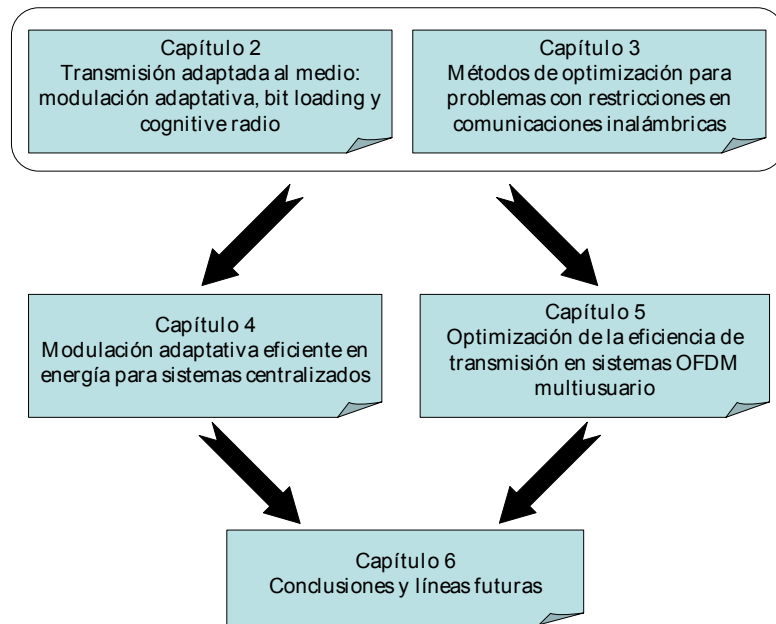 Capítulo 2
Transmisión adaptada al medio:
modulación adaptativa, bit loading y
cognitive radio
Capítulo 3
Métodos de optimización para
problemas con restricciones en
comunicaciones inalámbricas
Capítulo 4
Modulación adaptativa eficiente en
energía para sistemas centralizados
Capítulo 5
Optimización de la eficiencia de
transmisión en sistemas OFDM
multiusuario
Capítulo 6
Conclusiones y líneas futuras